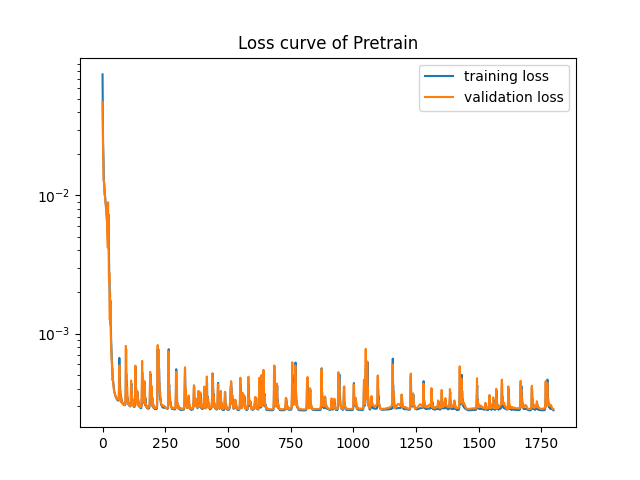 Loss curve of Pretrain
training loss
validation loss
10⁻²
10⁻³
0 250 500 750 1000 1250 1500 1750